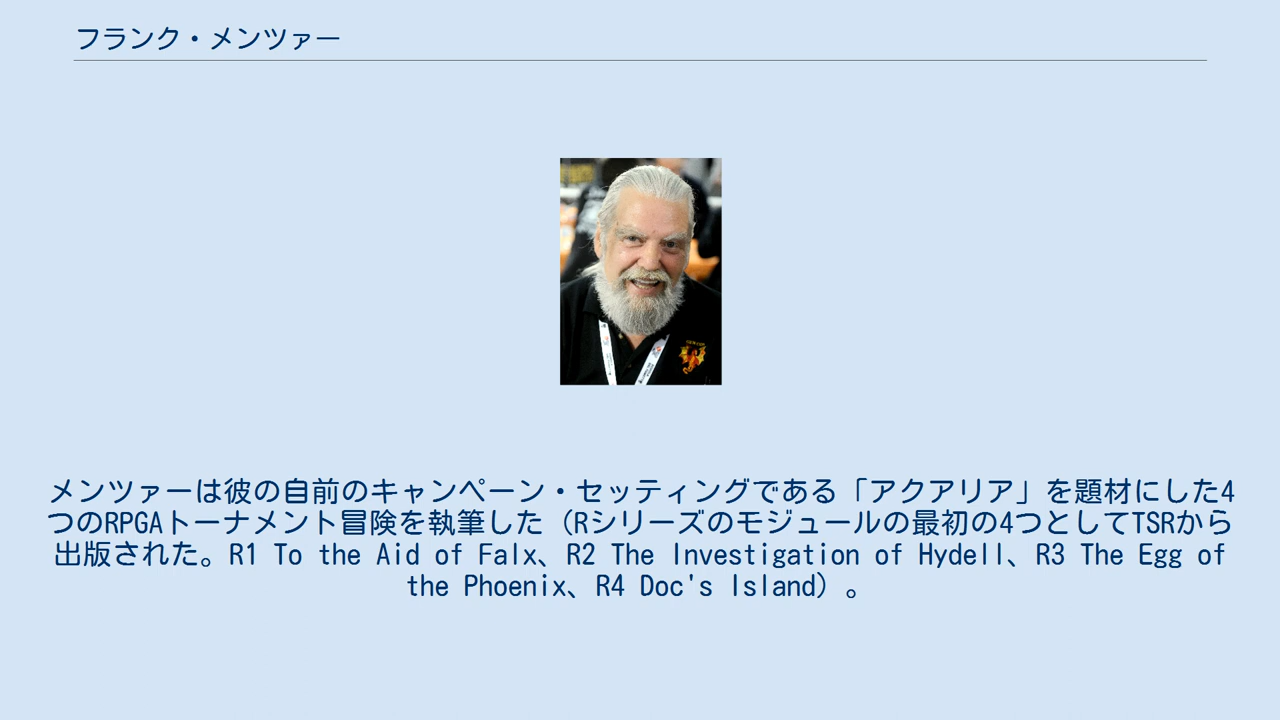 フランク・メンツァー
メンツァーは彼の自前のキャンペーン・セッティングである「アクアリア」を題材にした4
つのRPGAトーナメント冒険を執筆した（Rシリーズのモジュールの最初の4つとしてTSRから
出版された。R1 To the Aid of Falx、R2 The Investigation of Hydell、R3 The Egg of
the Phoenix、R4 Doc's Island）。